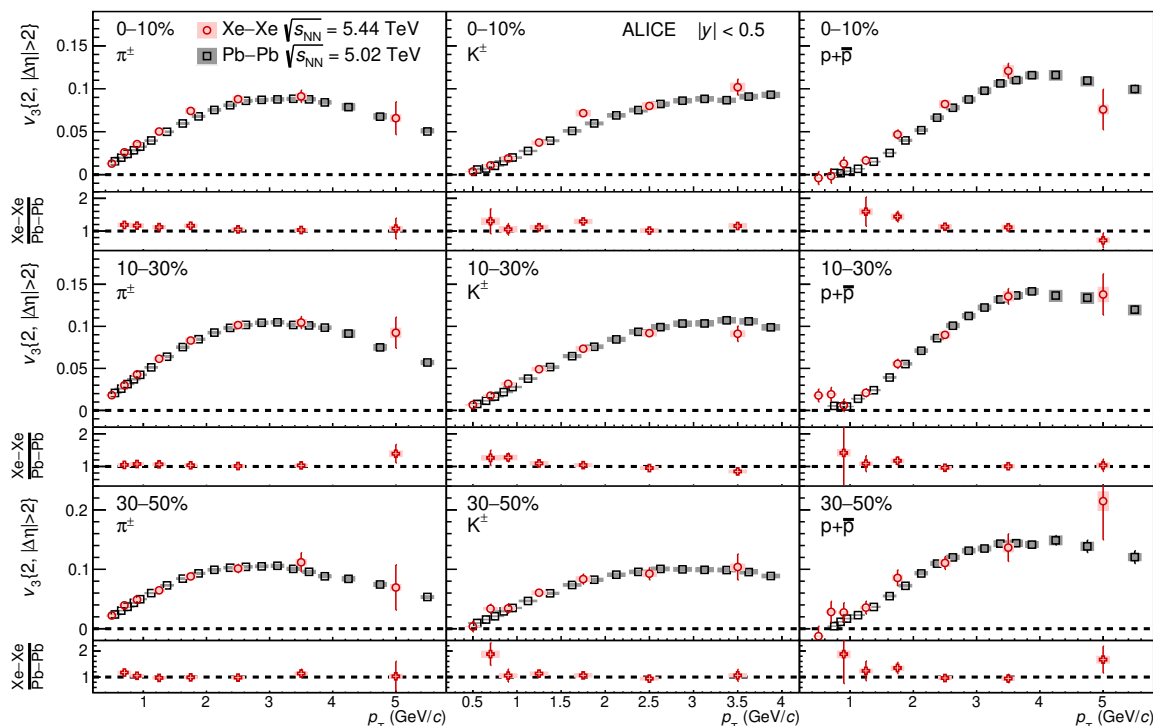 0–10%
π±
Xe–Xe √sNN = 5.44 TeV
Pb–Pb √sNN = 5.02 TeV
0–10%
K±
ALICE |y| < 0.5
0–10%
p+p̅
v3{2, |Δη|>2}
0.15
0.1
0.05
0
Xe–Xe
Pb–Pb
2
1
10–30%
π±
10–30%
K±
10–30%
p+p̅
v3{2, |Δη|>2}
0.15
0.1
0.05
0
Xe–Xe
Pb–Pb
2
1
30–50%
π±
30–50%
K±
30–50%
p+p̅
v3{2, |Δη|>2}
0.2
0.1
0
Xe–Xe
Pb–Pb
2
1
1 2 3 4 5
0.5 1 1.5 2 2.5 3 3.5 4
1 2 3 4 5
pT (GeV/c)
pT (GeV/c)
pT (GeV/c)